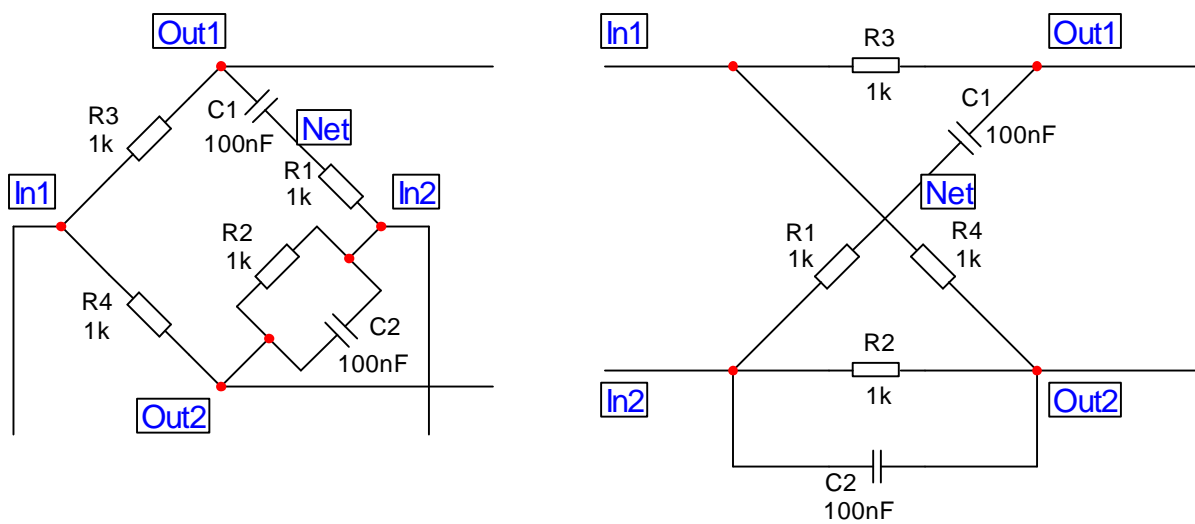 Out1
R3
1k
C1
100nF
Net
R1
1k
In1
In2
R2
1k
R4
1k
C2
100nF
Out2
In1
R3
1k
Out1
C1
100nF
Net
R1
1k
R4
1k
R2
1k
In2
Out2
C2
100nF